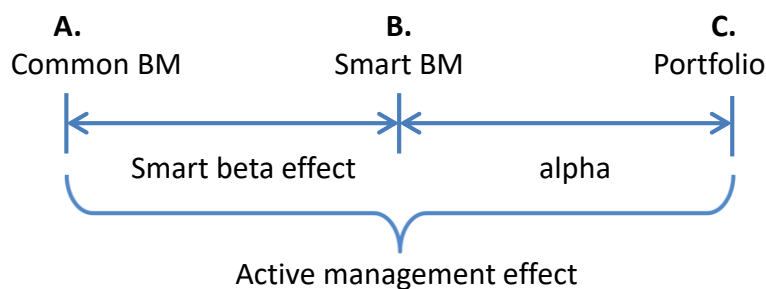 A. B. C.
Common BM Smart BM Portfolio
Smart beta effect alpha
Active management effect